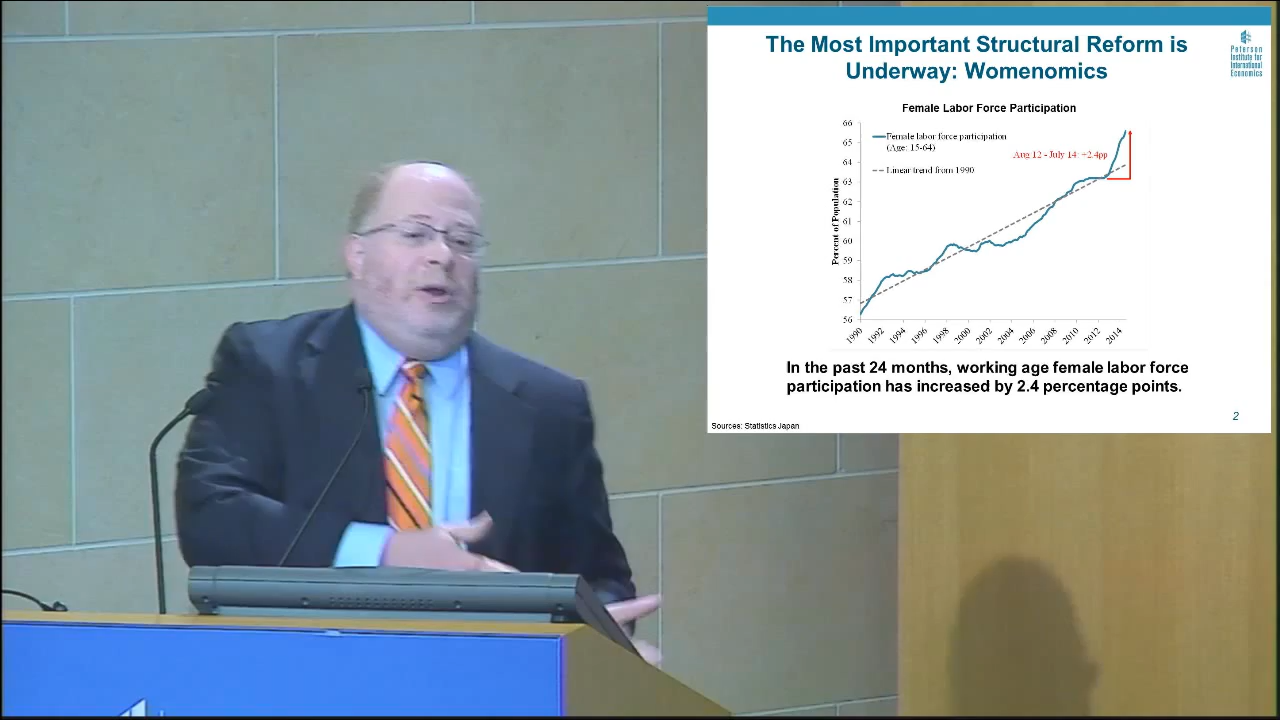 The Most Important Structural Reform is
Underway: Womenomics
Peterson
Institute for
International
Economics
Female Labor Force Participation
66
65
64
63
62
61
60
59
58
57
56
Percent of Population
Female labor force participation
(Age: 15-64)
Linear trend from 1990
Aug 12 - July 14: +2.4pp
1990
1992
1994
1996
1998
2000
2002
2004
2006
2008
2010
2012
2014
In the past 24 months, working age female labor force
participation has increased by 2.4 percentage points.
2
Sources: Statistics Japan